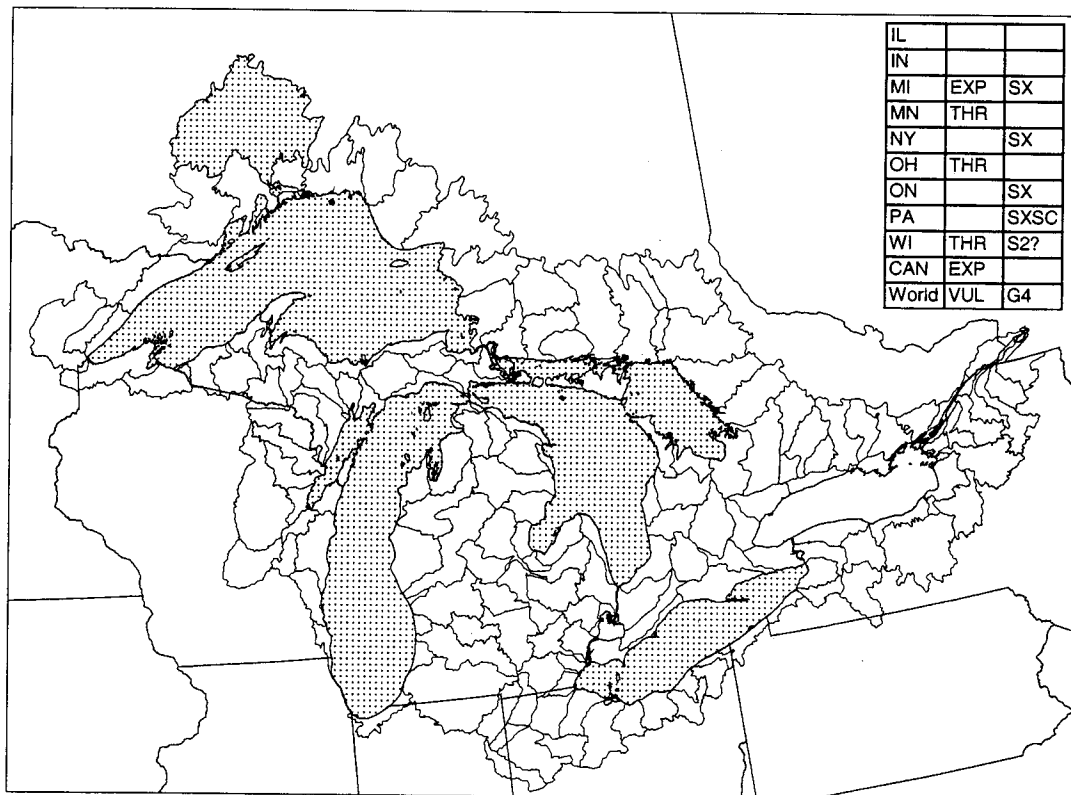 IL
IN
MI EXP SX
MN THR
NY SX
OH THR
ON SX
PA SXSC
WI THR S2?
CAN EXP
World VUL G4